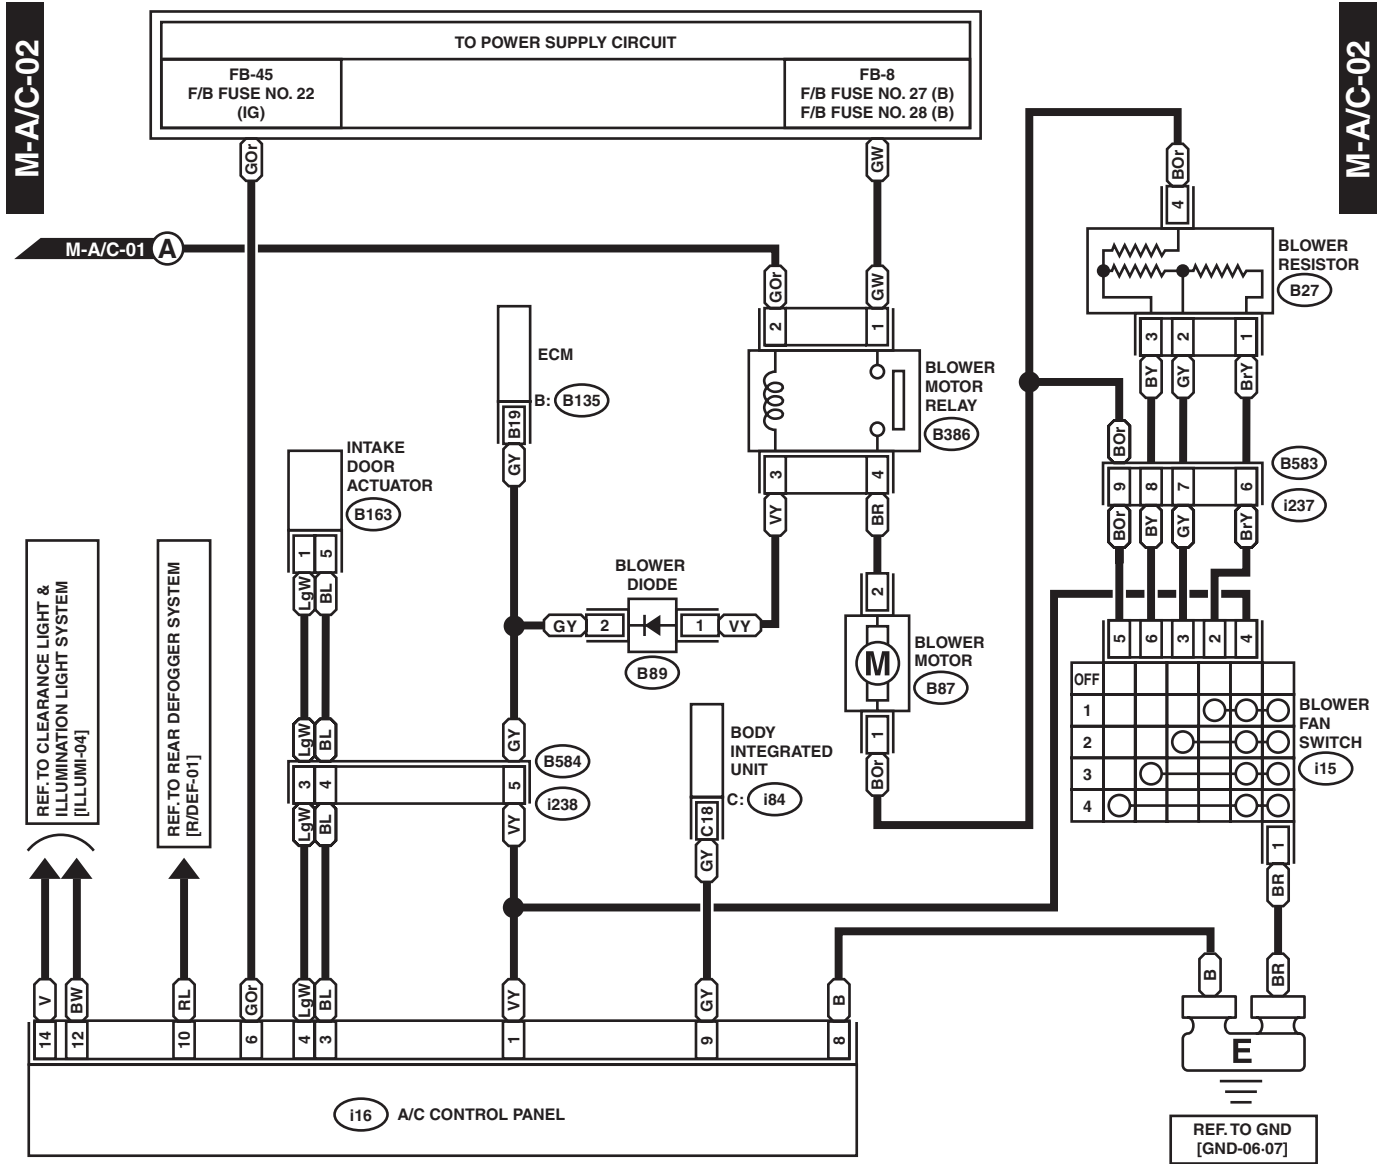 M-A/C-02
M-A/C-02
TO POWER SUPPLY CIRCUIT
FB-45
F/B FUSE NO. 22
(IG)
FB-8
F/B FUSE NO. 27 (B)
F/B FUSE NO. 28 (B)
GOr
GW
BOr
4
M-A/C-01 A
BLOWER
RESISTOR
B27
GOr
GW
2
1
3
2
1
BY
GY
BrY
ECM
B: B135
B19
GY
BLOWER
MOTOR
RELAY
B386
3
4
VY
BR
BOr
B583
i237
9
8
7
6
BOr
BY
GY
BrY
INTAKE
DOOR
ACTUATOR
B163
1
5
LgW
BL
BLOWER
DIODE
GY
2
1
VY
B89
2
M
BLOWER
MOTOR
B87
1
BOr
5
6
3
2
4
OFF
1
2
3
4
BLOWER
FAN
SWITCH
i15
1
BR
REF. TO CLEARANCE LIGHT &
ILLUMINATION LIGHT SYSTEM
[ILLUMI-04]
REF. TO REAR DEFOGGER SYSTEM
[R/DEF-01]
LgW
BL
GY
3
4
5
B584
i238
LgW
BL
VY
BODY
INTEGRATED
UNIT
C: i84
C18
GY
V
BW
RL
GOr
LgW
BL
VY
GY
B
B
BR
14
12
10
6
4
3
1
9
8
E
i16 A/C CONTROL PANEL
REF. TO GND
[GND-06·07]